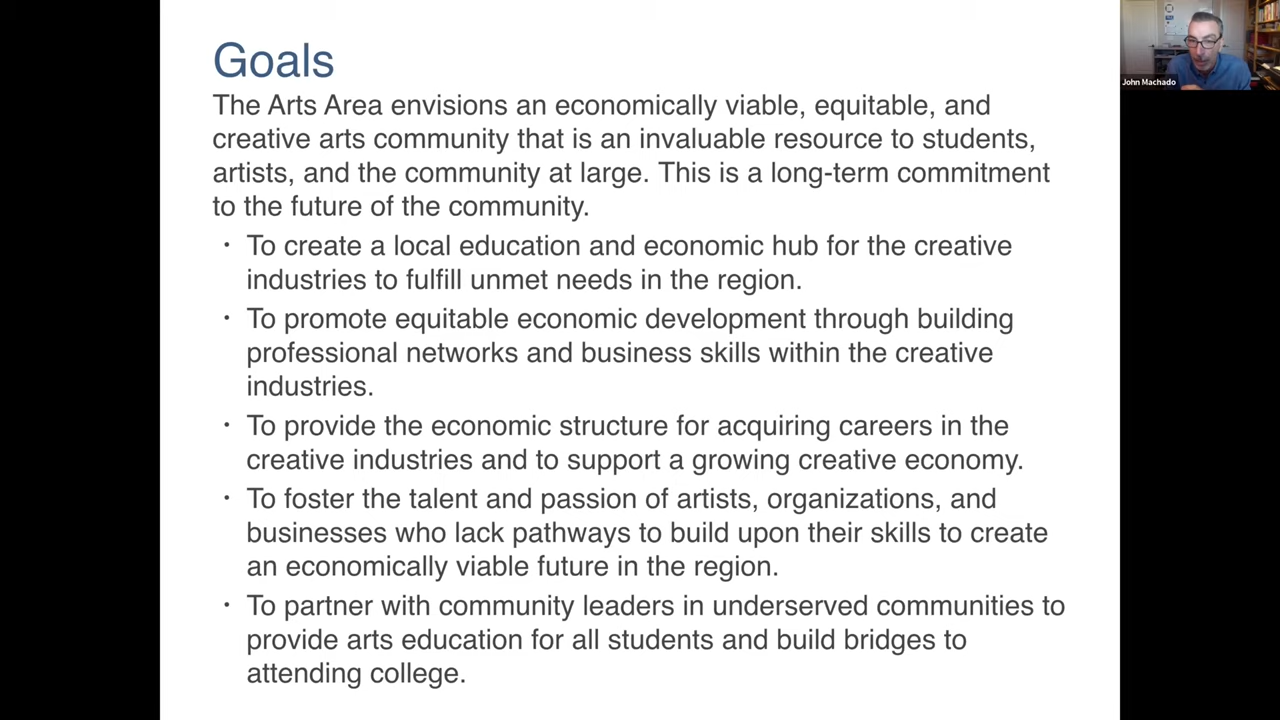 Goals
The Arts Area envisions an economically viable, equitable, and
creative arts community that is an invaluable resource to students,
artists, and the community at large. This is a long-term commitment
to the future of the community.
• To create a local education and economic hub for the creative
industries to fulfill unmet needs in the region.
• To promote equitable economic development through building
professional networks and business skills within the creative
industries.
• To provide the economic structure for acquiring careers in the
creative industries and to support a growing creative economy.
• To foster the talent and passion of artists, organizations, and
businesses who lack pathways to build upon their skills to create
an economically viable future in the region.
• To partner with community leaders in underserved communities to
provide arts education for all students and build bridges to
attending college.
John Machado